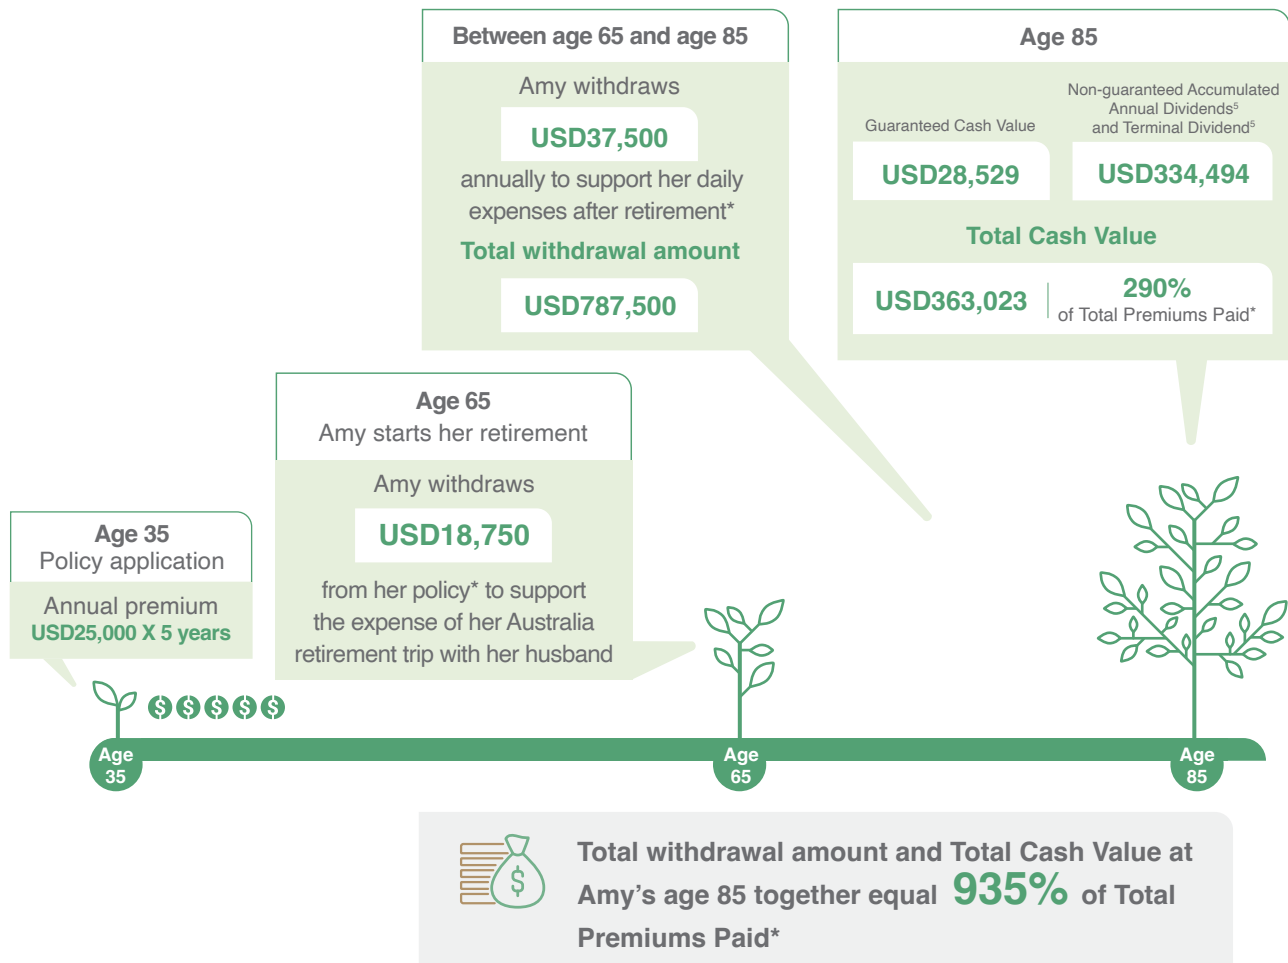 Age 35
Policy application
Annual premium
USD25,000 X 5 years
Age 65
Amy starts her retirement
Amy withdraws
USD18,750
from her policy* to support
the expense of her Australia
retirement trip with her husband
Between age 65 and age 85
Amy withdraws
USD37,500
annually to support her daily
expenses after retirement*
Total withdrawal amount
USD787,500
Age 85
Guaranteed Cash Value
USD28,529
Non-guaranteed Accumulated
Annual Dividends⁵
and Terminal Dividend⁵
USD334,494
Total Cash Value
USD363,023
290%
of Total Premiums Paid*
$ $ $ $ $
Age
35
Age
65
Age
85
$
Total withdrawal amount and Total Cash Value at
Amy's age 85 together equal 935% of Total
Premiums Paid*